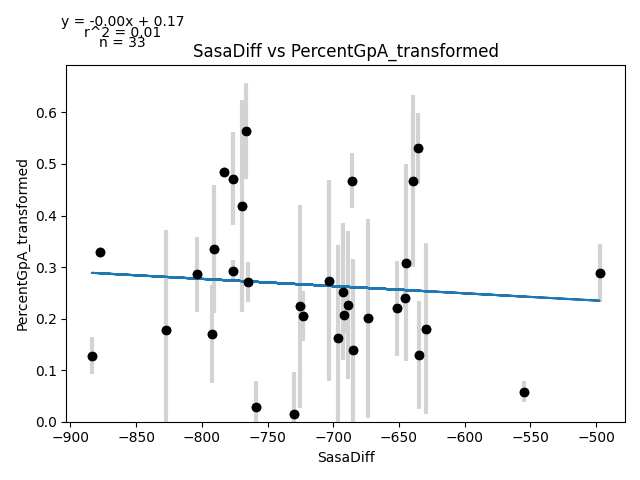 y = -0.00x + 0.17
r^2 = 0.01
n = 33
SasaDiff vs PercentGpA_transformed
PercentGpA_transformed
0.6
0.5
0.4
0.3
0.2
0.1
0.0
−900 −850 −800 −750 −700 −650 −600 −550 −500
SasaDiff